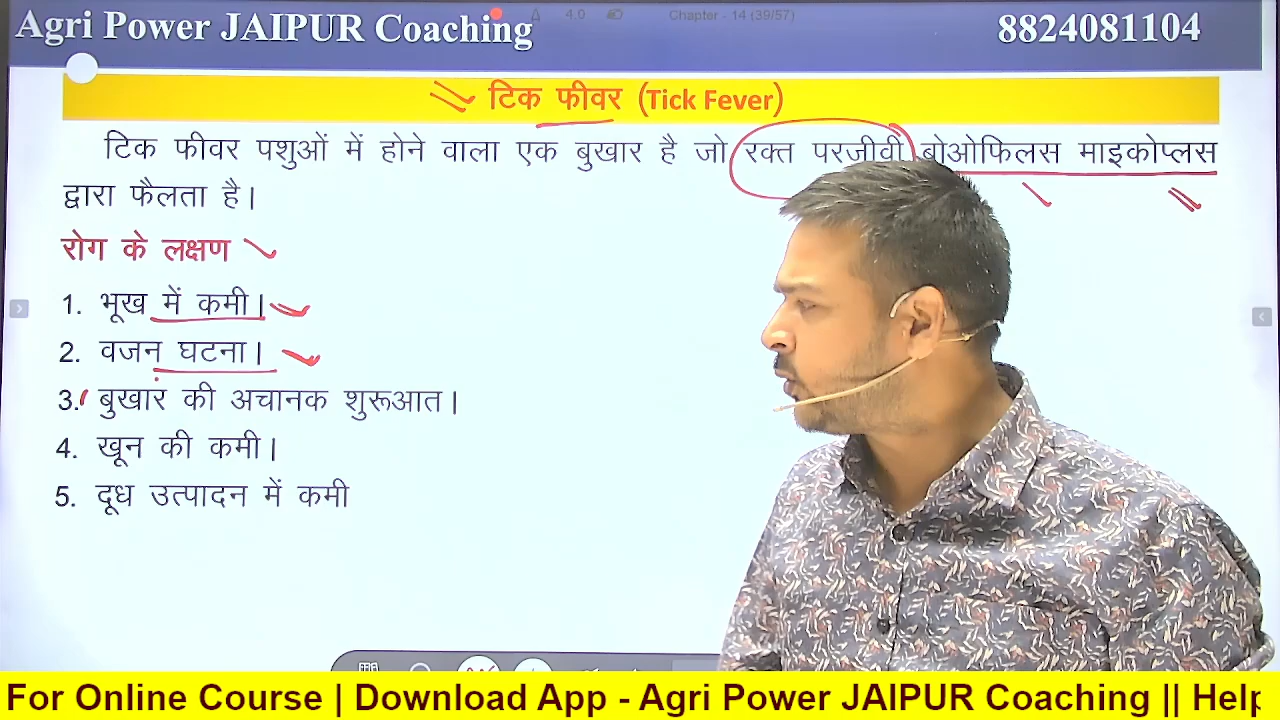 Agri Power JAIPUR Coaching
4.0
Chapter - 14 (39/57)
8824081104
टिक फीवर (Tick Fever)
टिक फीवर पशुओं में होने वाला एक बुखार है जो रक्त परजीवी बोओफिलस माइकोप्लस
द्वारा फैलता है।
रोग के लक्षण
1. भूख में कमी।
2. वजन घटना।
3. बुखार की अचानक शुरूआत।
4. खून की कमी।
5. दूध उत्पादन में कमी
For Online Course | Download App - Agri Power JAIPUR Coaching || Help